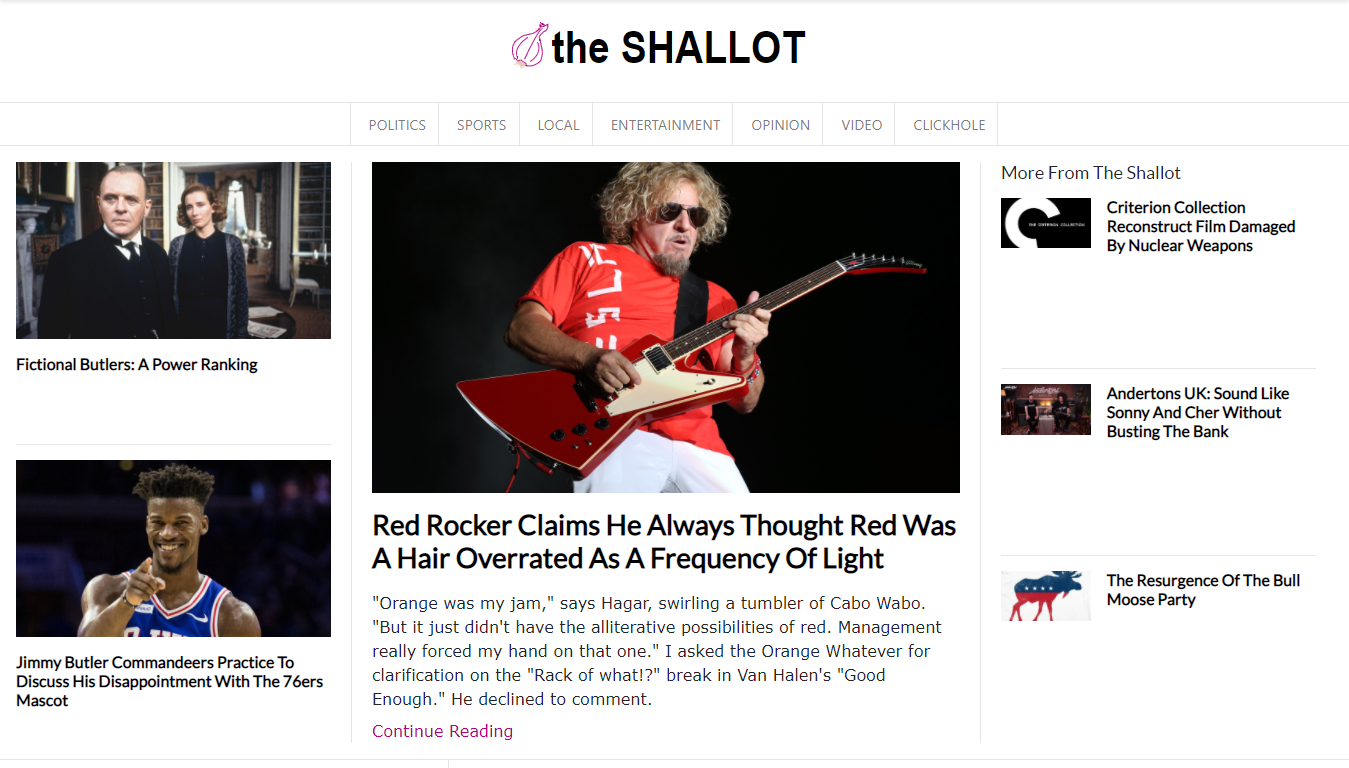 the SHALLOT
POLITICS
SPORTS
LOCAL
ENTERTAINMENT
OPINION
VIDEO
CLICKHOLE
Fictional Butlers: A Power Ranking
Jimmy Butler Commandeers Practice To
Discuss His Disappointment With The 76ers
Mascot
Red Rocker Claims He Always Thought Red Was
A Hair Overrated As A Frequency Of Light
"Orange was my jam," says Hagar, swirling a tumbler of Cabo Wabo.
"But it just didn't have the alliterative possibilities of red. Management
really forced my hand on that one." I asked the Orange Whatever for
clarification on the "Rack of what!?" break in Van Halen's "Good
Enough." He declined to comment.
Continue Reading
More From The Shallot
THE CRITERION COLLECTION
Criterion Collection
Reconstruct Film Damaged
By Nuclear Weapons
Andertons UK: Sound Like
Sonny And Cher Without
Busting The Bank
The Resurgence Of The Bull
Moose Party